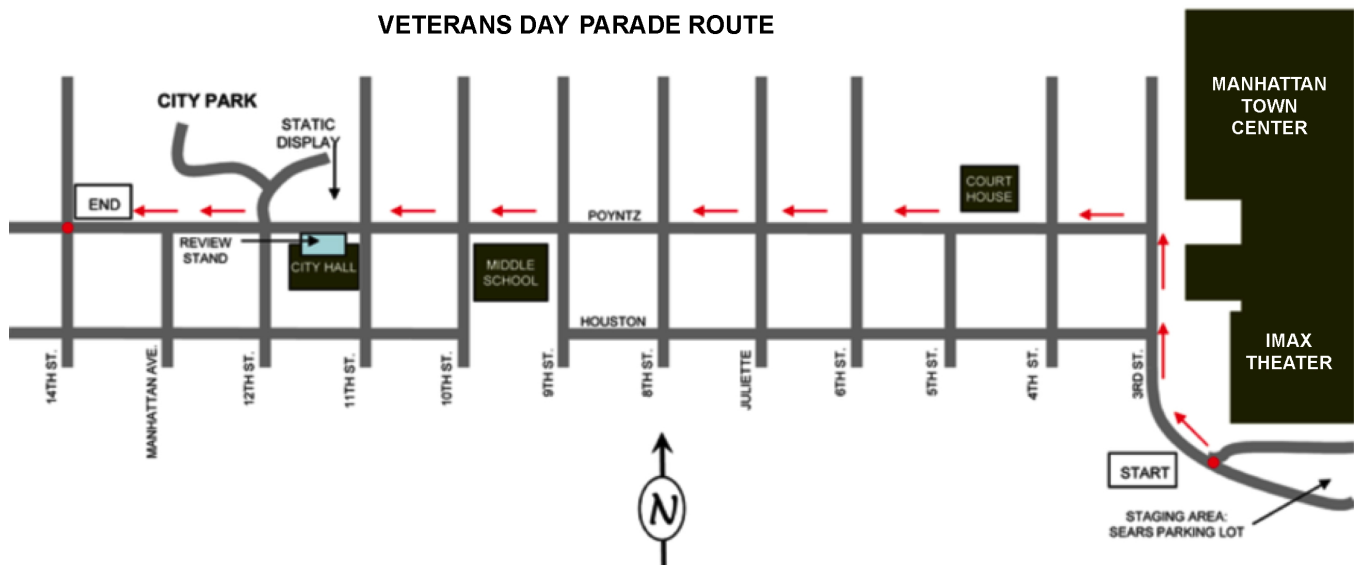 VETERANS DAY PARADE ROUTE
MANHATTAN
TOWN
CENTER
CITY PARK
STATIC
DISPLAY
COURT
HOUSE
END
POYNTZ
REVIEW
STAND
CITY HALL
MIDDLE
SCHOOL
HOUSTON
IMAX
THEATER
14TH ST.
MANHATTAN AVE.
12TH ST.
11TH ST.
10TH ST.
9TH ST.
8TH ST.
JULIETTE
6TH ST.
5TH ST.
4TH ST.
3RD ST.
START
N
STAGING AREA:
SEARS PARKING LOT